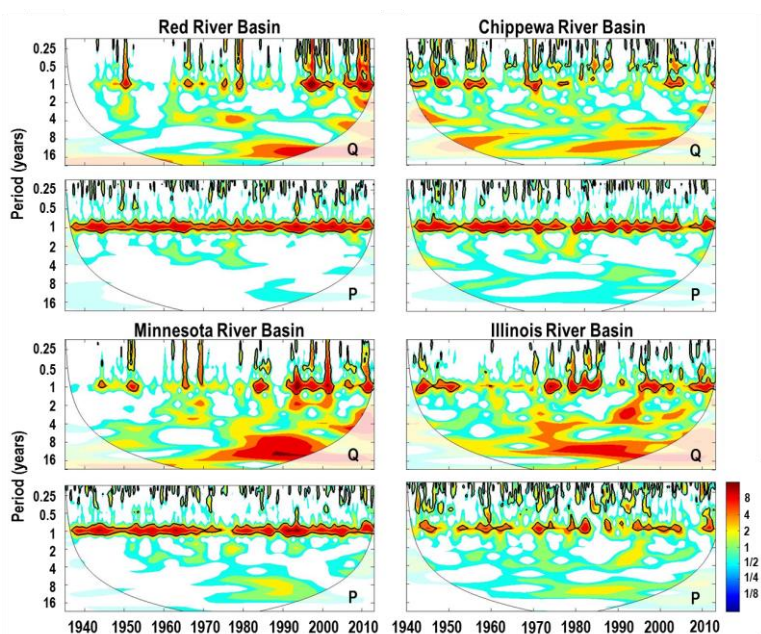 Red River Basin
Chippewa River Basin
0.25
0.5
1
2
4
8
16
Q
Q
0.25
0.5
1
2
4
8
16
P
P
Period (years)
Minnesota River Basin
Illinois River Basin
0.25
1
2
4
8
16
Q
Q
0.25
0.5
1
2
4
8
16
P
P
Period (years)
8
4
2
1
1/2
1/4
1/8
1940 1950 1960 1970 1980 1990 2000 2010
1940 1950 1960 1970 1980 1990 2000 2010